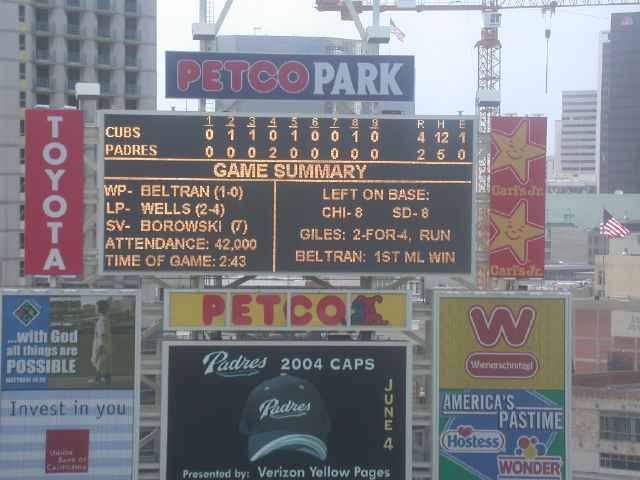 PETCO PARK
1 2 3 4 5 6 7 8 9 R H E
CUBS 0 1 1 0 1 0 0 1 0 4 12 1
PADRES 0 0 0 2 0 0 0 0 0 2 5 0
GAME SUMMARY
WP- BELTRAN (1-0)
LP- WELLS (2-4)
SV- BOROWSKI (7)
ATTENDANCE: 42,000
TIME OF GAME: 2:43
LEFT ON BASE:
CHI- 8 SD- 8
GILES: 2-FOR-4, RUN
BELTRAN: 1ST ML WIN
TOYOTA
Carl's Jr.
Carl's Jr.
PETCO
...with God
all things are
POSSIBLE
Invest in you
UNION
BANK OF
CALIFORNIA
Padres 2004 CAPS
Padres
JUNE 4
Presented by: Verizon Yellow Pages
W
Wienerschnitzel
AMERICA'S
PASTIME
Hostess
WONDER